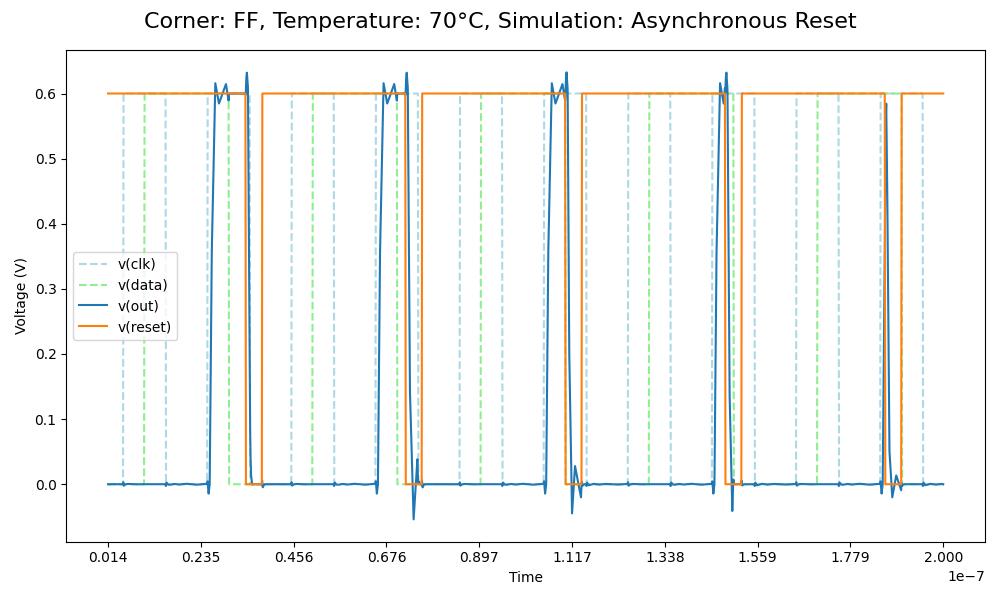 Corner: FF, Temperature: 70°C, Simulation: Asynchronous Reset
Voltage (V)
0.6
0.5
0.4
0.3
0.2
0.1
0.0
v(clk)
v(data)
v(out)
v(reset)
0.014 0.235 0.456 0.676 0.897 1.117 1.338 1.559 1.779 2.000
Time
1e−7